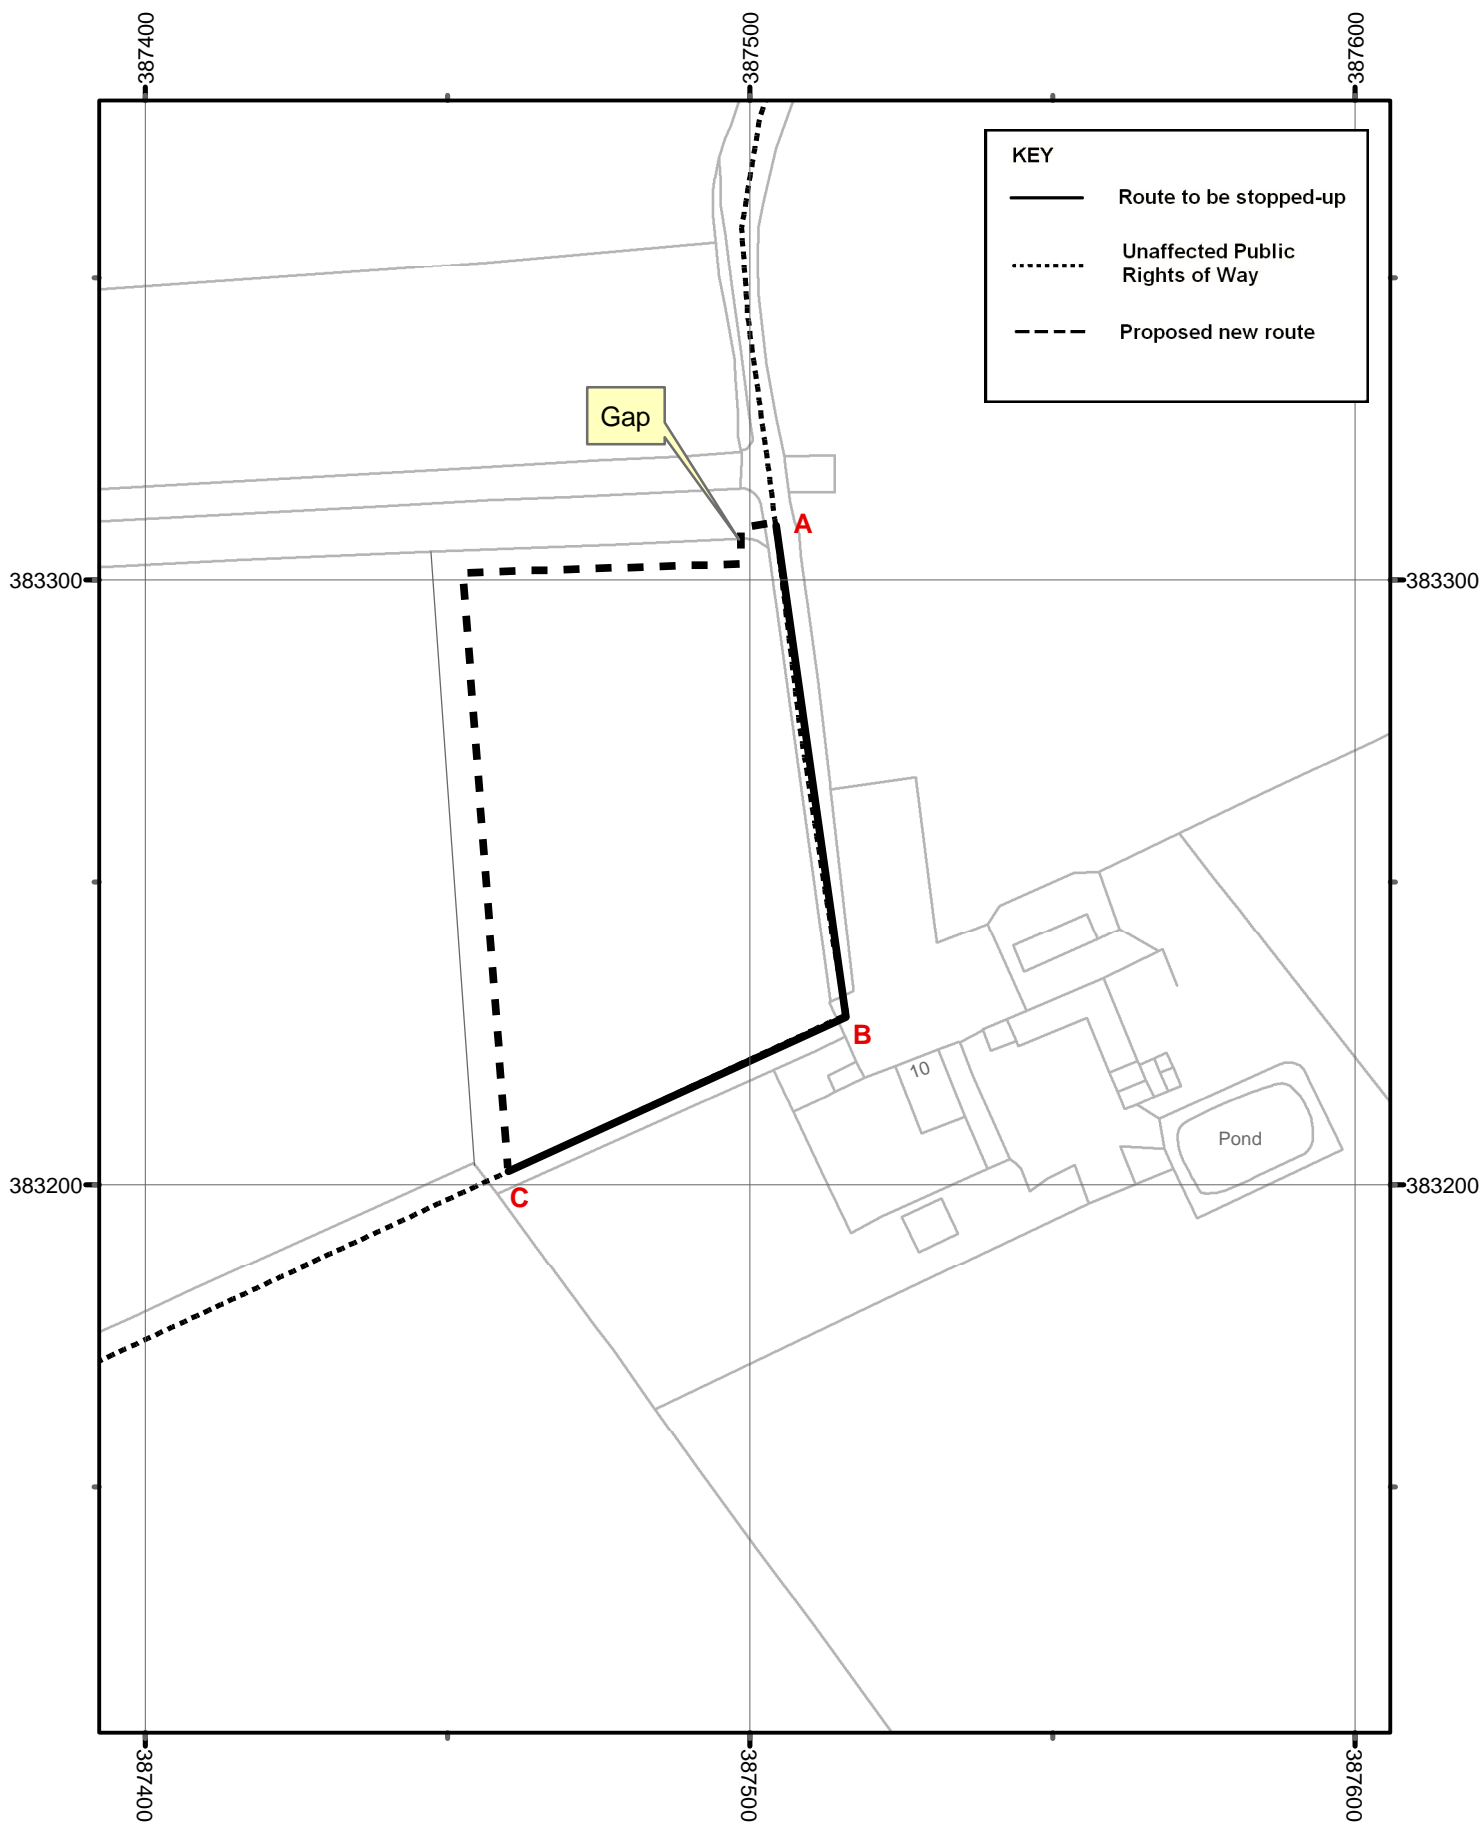 387400
387500
387600
KEY
Route to be stopped-up
Unaffected Public
Rights of Way
Proposed new route
Gap
A
383300
383300
B
10
Pond
383200
383200
C
387400
387500
387600